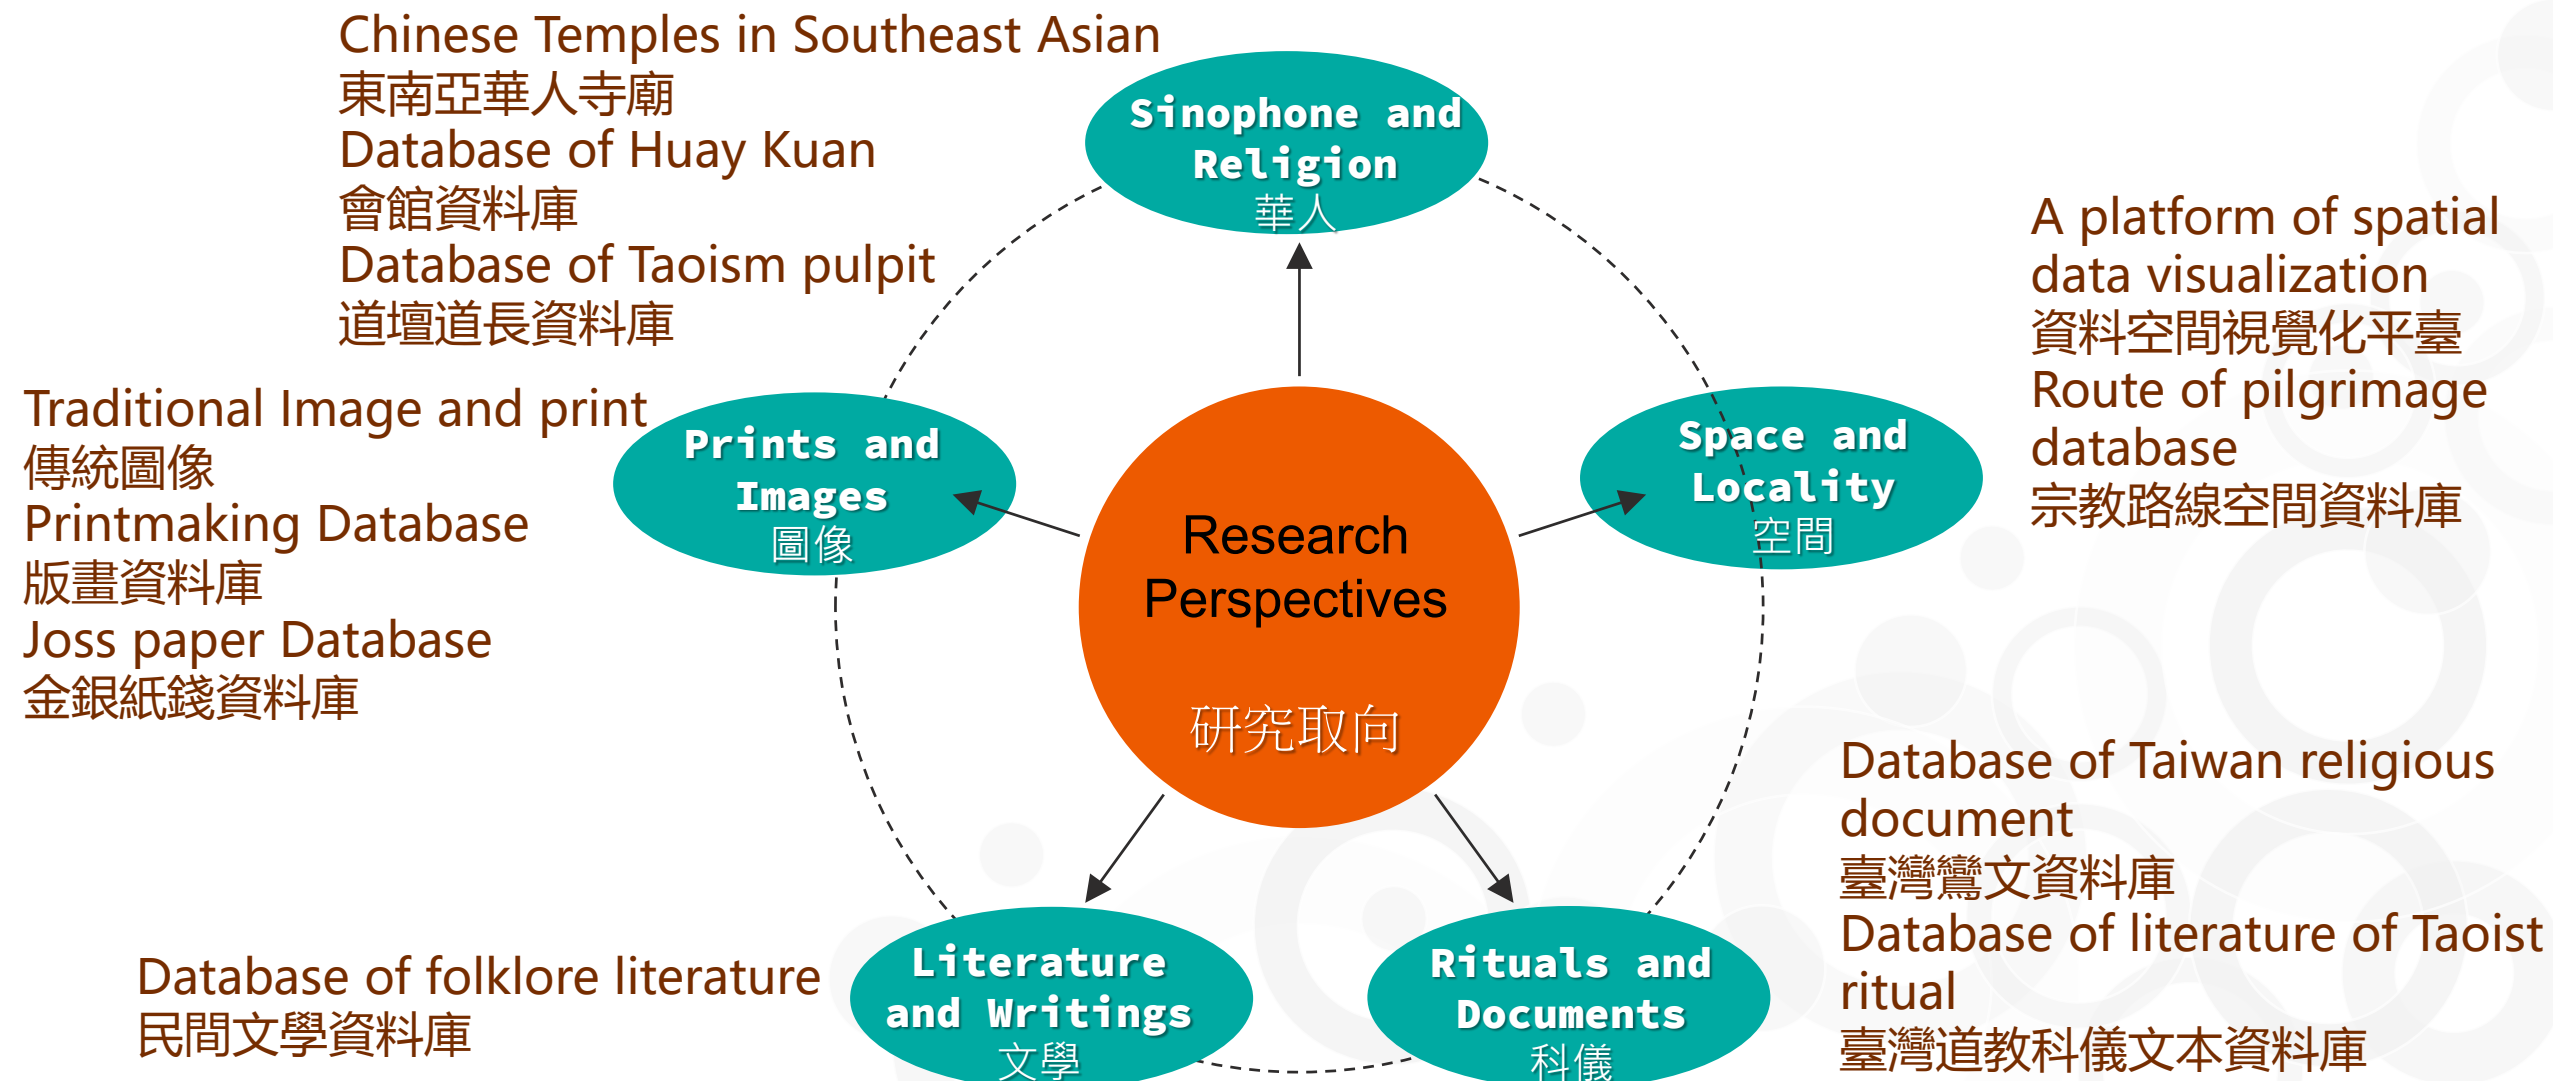 Chinese Temples in Southeast Asian
東南亞華人寺廟
Database of Huay Kuan
會館資料庫
Database of Taoism pulpit
道壇道長資料庫
Sinophone and
Religion
華人
A platform of spatial
data visualization
資料空間視覺化平臺
Route of pilgrimage
database
宗教路線空間資料庫
Traditional Image and print
傳統圖像
Printmaking Database
版畫資料庫
Joss paper Database
金銀紙錢資料庫
Prints and
Images
圖像
Research
Perspectives
研究取向
Space and
Locality
空間
Database of folklore literature
民間文學資料庫
Literature
and Writings
文學
Rituals and
Documents
科儀
Database of Taiwan religious
document
臺灣鸞文資料庫
Database of literature of Taoist
ritual
臺灣道教科儀文本資料庫